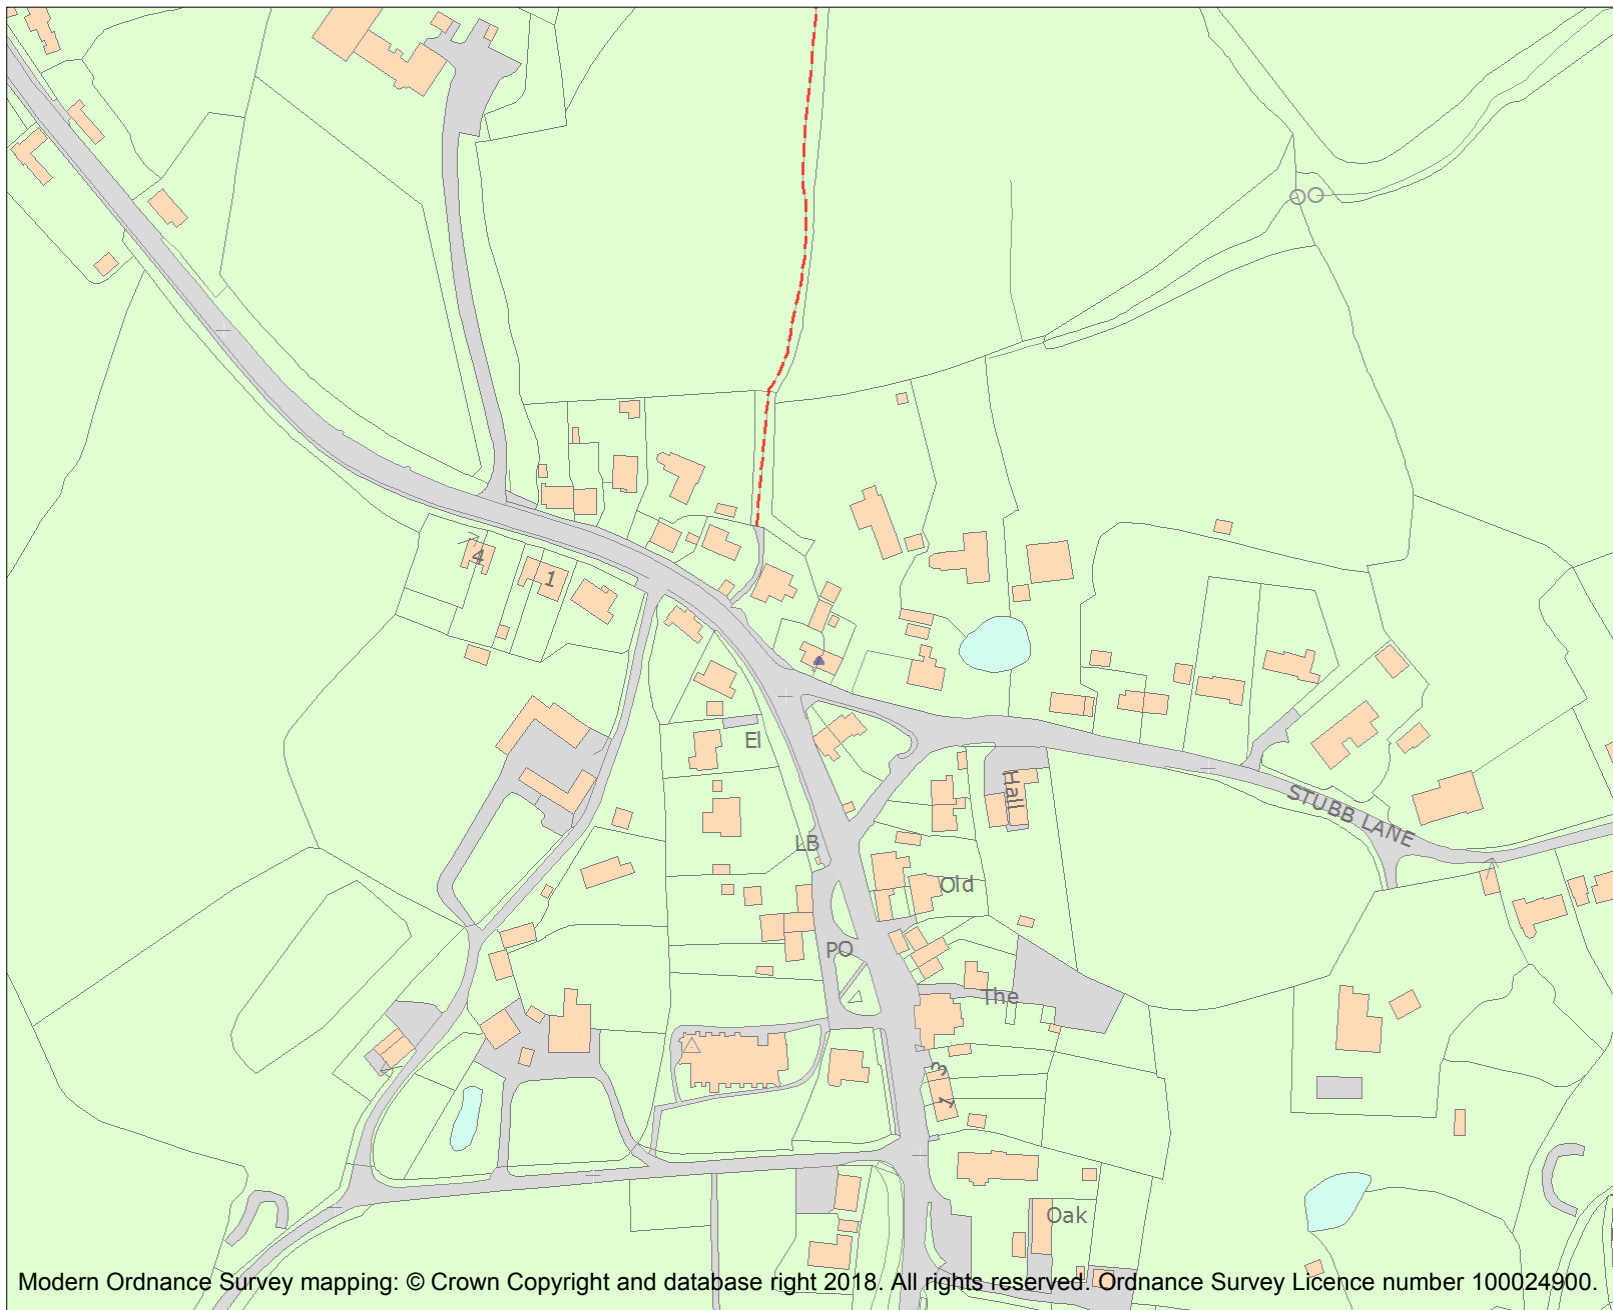 4
1
El
Hall
STUBB LANE
LB
Old
PO
The
3
Oak
Modern Ordnance Survey mapping: © Crown Copyright and database right 2018. All rights reserved. Ordnance Survey Licence number 100024900.